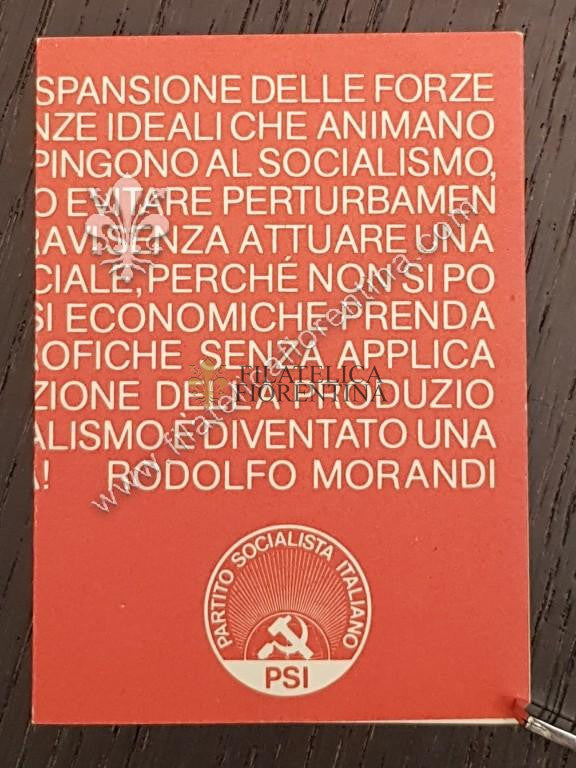 SPANSIONE DELLE FORZE
NZE IDEALI CHE ANIMANO
PINGONO AL SOCIALISMO,
O EVITARE PERTURBAMEN
RAVI SENZA ATTUARE UNA
CIALE, PERCHÉ NON SI PO
SI ECONOMICHE PRENDA
ROFICHE SENZA APPLICA
ZIONE DELLA PRODUZIO
ALISMO È DIVENTATO UNA
A! RODOLFO MORANDI
FILATELICA
FIORENTINA
www.filatelicafiorentina.com
PARTITO SOCIALISTA ITALIANO
PSI